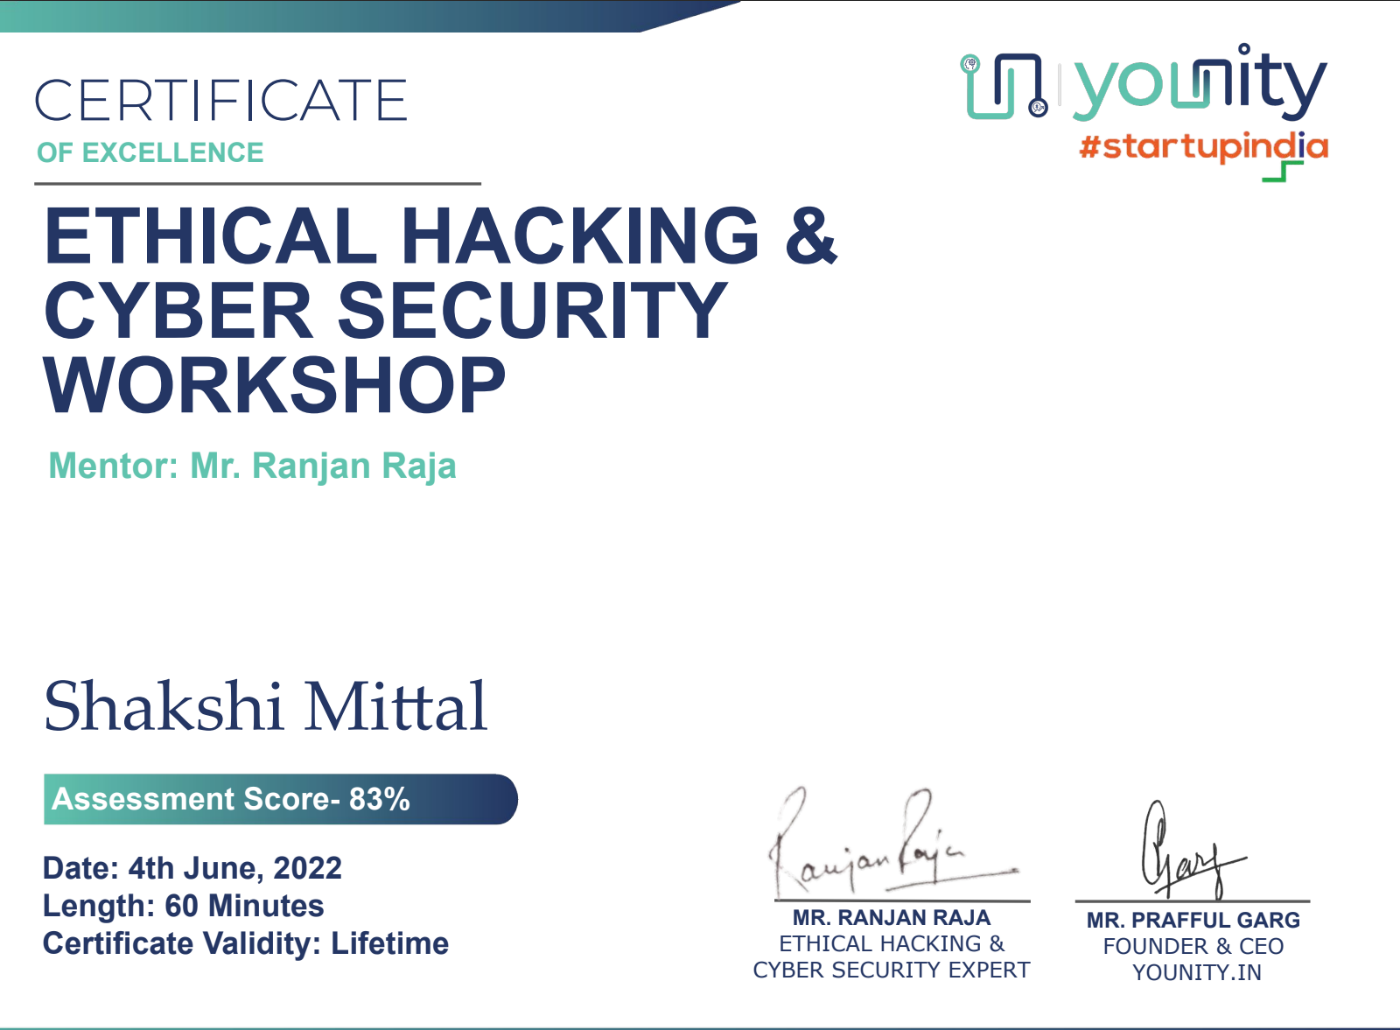 CERTIFICATE
OF EXCELLENCE
younity
#startupindia
ETHICAL HACKING &
CYBER SECURITY
WORKSHOP
Mentor: Mr. Ranjan Raja
Shakshi Mittal
Assessment Score- 83%
Date: 4th June, 2022
Length: 60 Minutes
Certificate Validity: Lifetime
Ranjan Raja
MR. RANJAN RAJA
ETHICAL HACKING &
CYBER SECURITY EXPERT
PGarg
MR. PRAFFUL GARG
FOUNDER & CEO
YOUNITY.IN